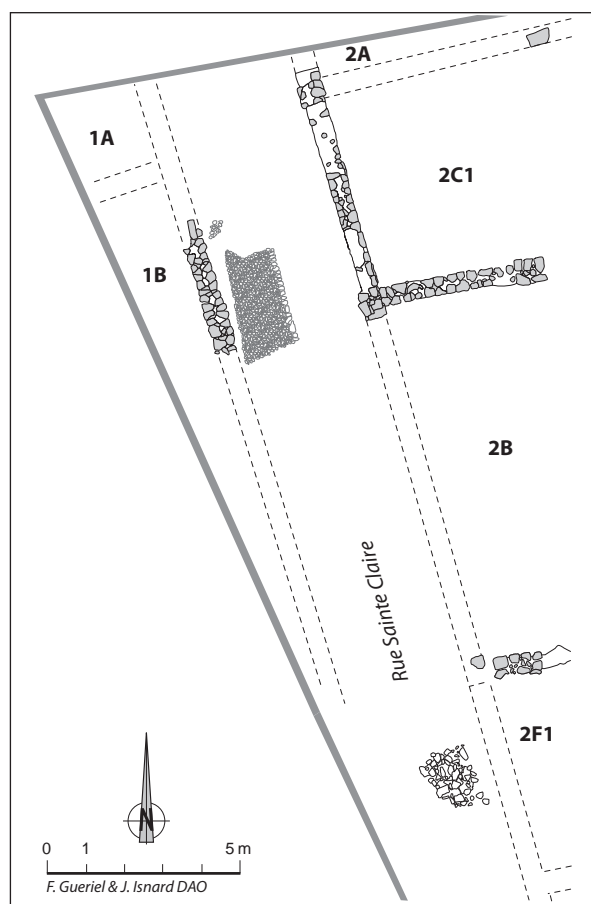 2A
1A
2C1
1B
2B
Rue Sainte Claire
2F1
N
0 1 5 m
F. Gueriel & J. Isnard DAO